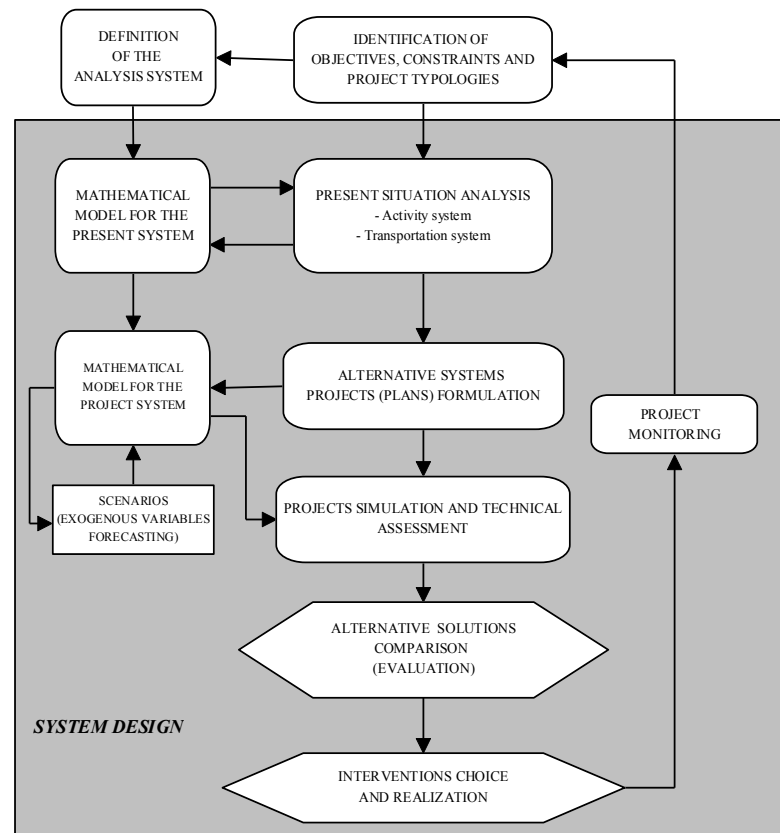 DEFINITION
OF THE
ANALYSIS SYSTEM
IDENTIFICATION OF
OBJECTIVES, CONSTRAINTS AND
PROJECT TYPOLOGIES
MATHEMATICAL
MODEL FOR THE
PRESENT SYSTEM
PRESENT SITUATION ANALYSIS
- Activity system
- Transportation system
MATHEMATICAL
MODEL FOR THE
PROJECT SYSTEM
ALTERNATIVE SYSTEMS
PROJECTS (PLANS) FORMULATION
PROJECT
MONITORING
SCENARIOS
(EXOGENOUS VARIABLES
FORECASTING)
PROJECTS SIMULATION AND TECHNICAL
ASSESSMENT
ALTERNATIVE SOLUTIONS
COMPARISON
(EVALUATION)
SYSTEM DESIGN
INTERVENTIONS CHOICE
AND REALIZATION